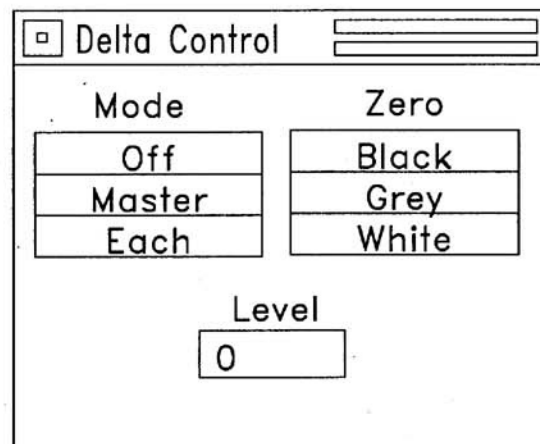 Delta Control
Mode
Zero
Off
Black
Master
Grey
Each
White
Level
0